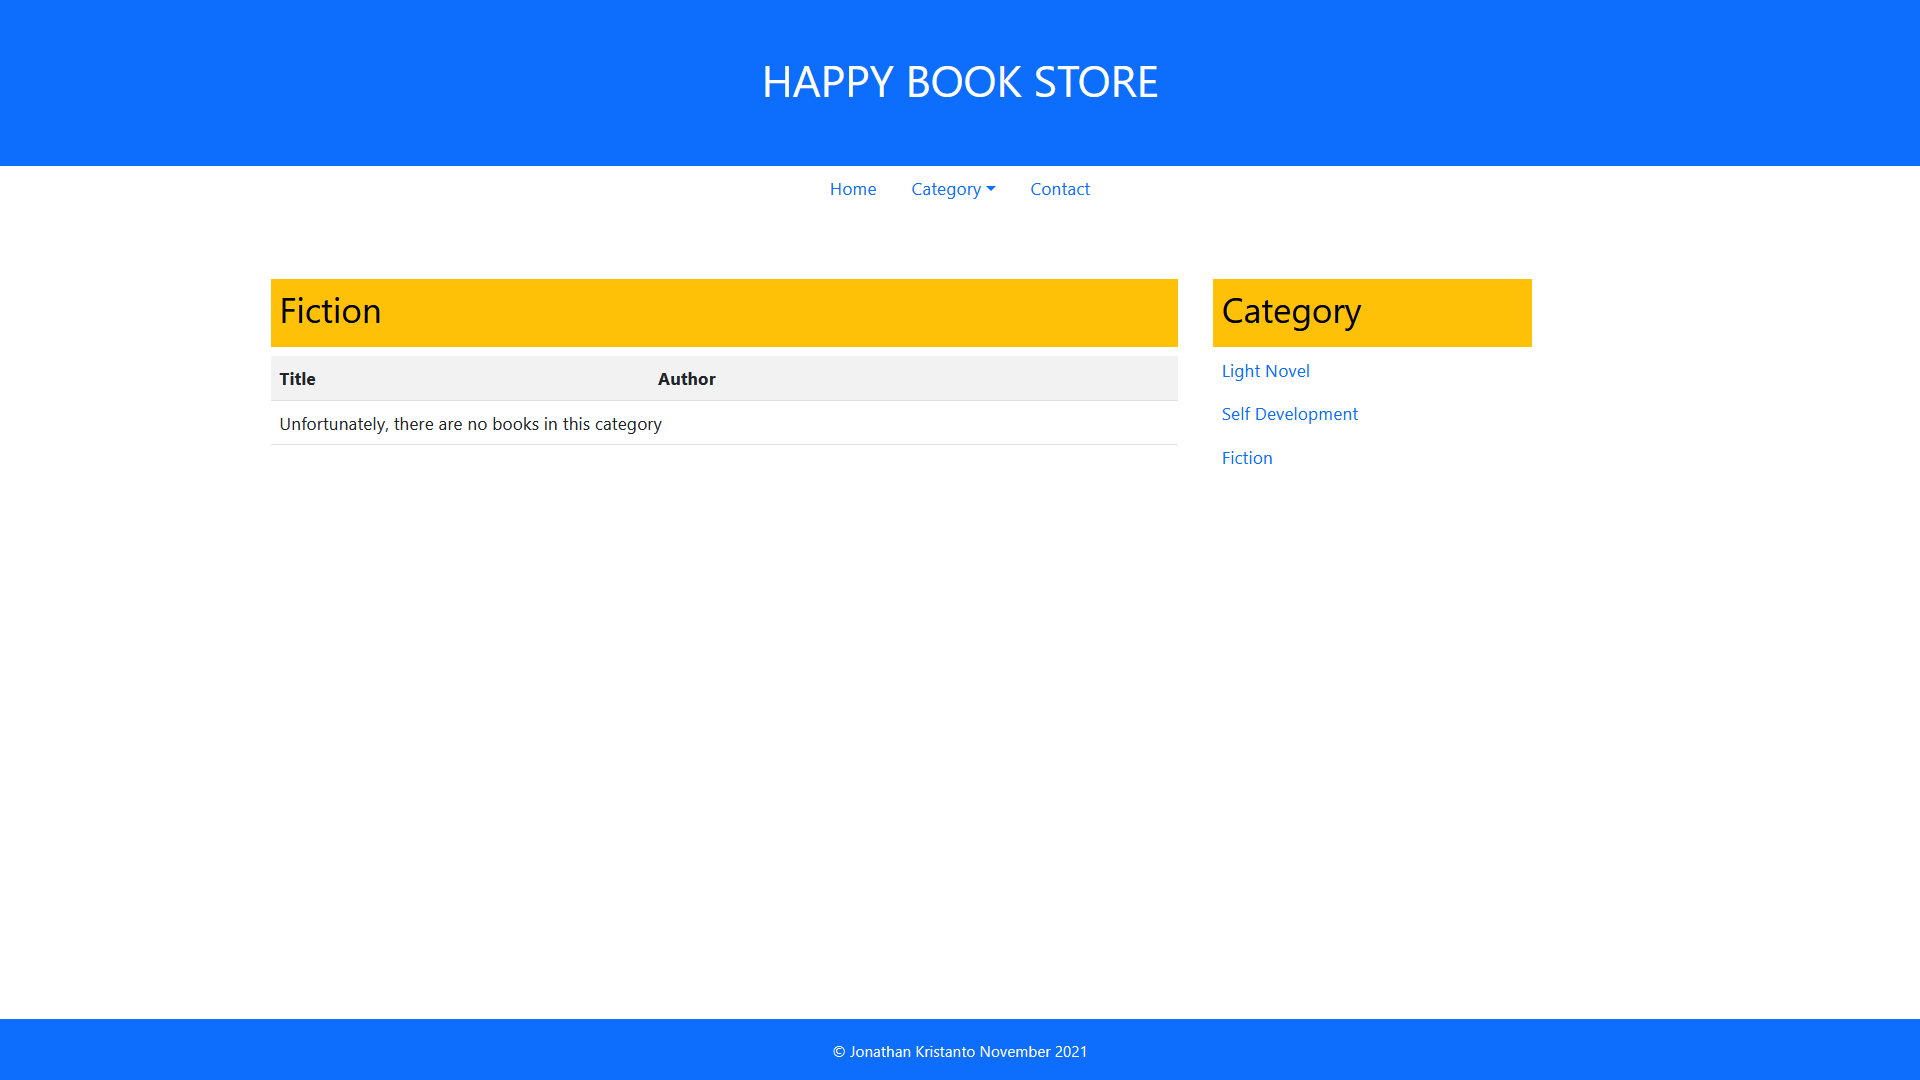 HAPPY BOOK STORE
Home Category Contact
Fiction
Title Author
Unfortunately, there are no books in this category
Category
Light Novel
Self Development
Fiction
© Jonathan Kristanto November 2021